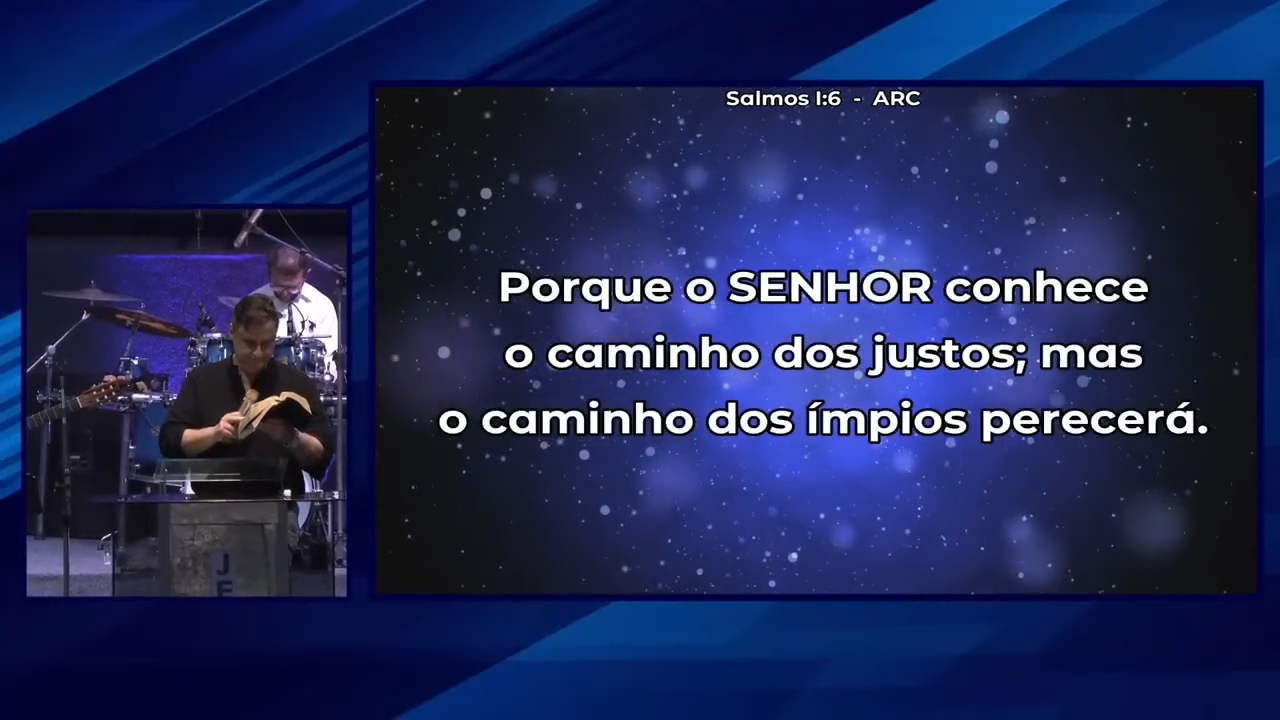 Salmos 1:6 - ARC
Porque o SENHOR conhece
o caminho dos justos; mas
o caminho dos ímpios perecerá.
J
E